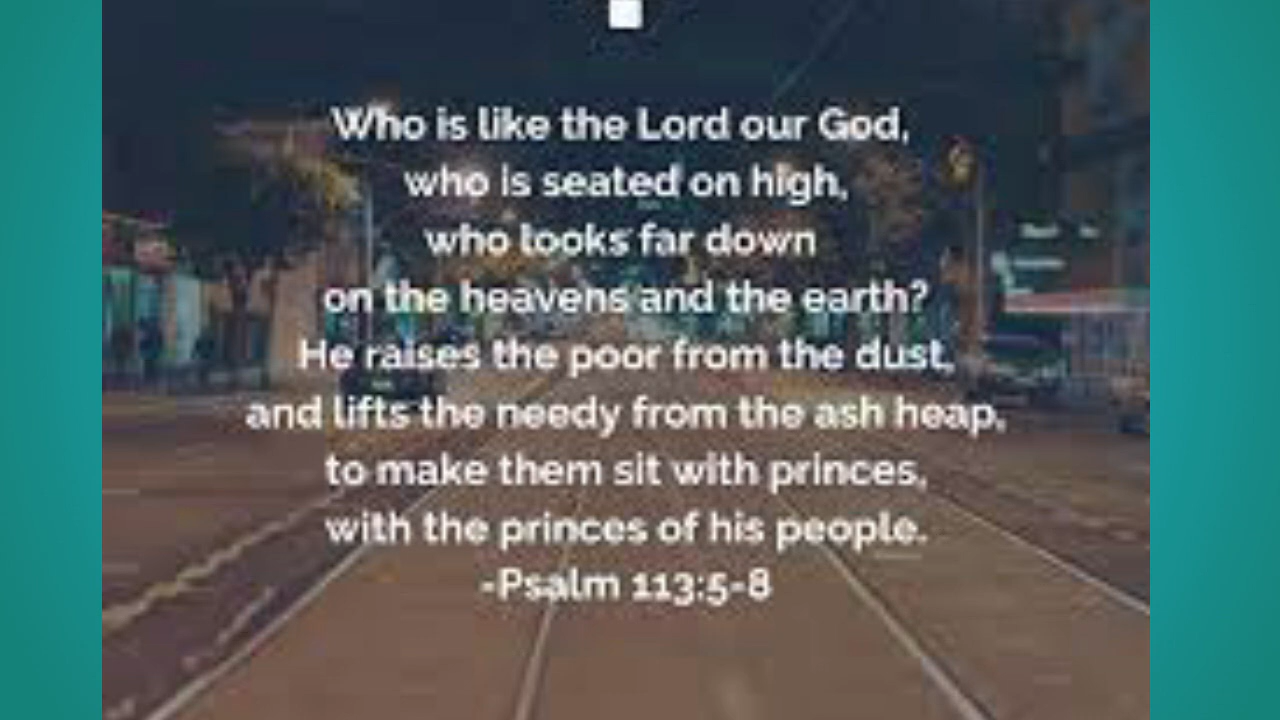 Who is like the Lord our God,
who is seated on high,
who looks far down
on the heavens and the earth?
He raises the poor from the dust,
and lifts the needy from the ash heap,
to make them sit with princes,
with the princes of his people.
-Psalm 113:5-8